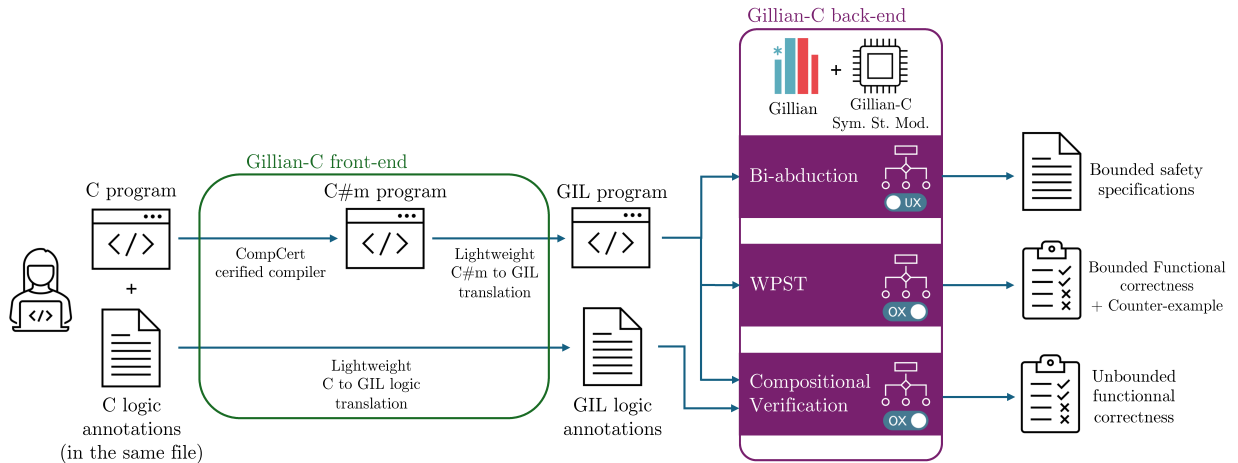 Gillian-C back-end
*
+
Gillian
Gillian-C
Sym. St. Mod.
Gillian-C front-end
C program
</>
C#m program
</>
GIL program
</>
CompCert
cerified compiler
Lightweight
C#m to GIL
translation
</>
+
Lightweight
C to GIL logic
translation
C logic
annotations
(in the same file)
GIL logic
annotations
Bi-abduction
UX
WPST
OX
Compositional
Verification
OX
Bounded safety
specifications
Bounded Functional
correctness
+ Counter-example
Unbounded
functionnal
correctness